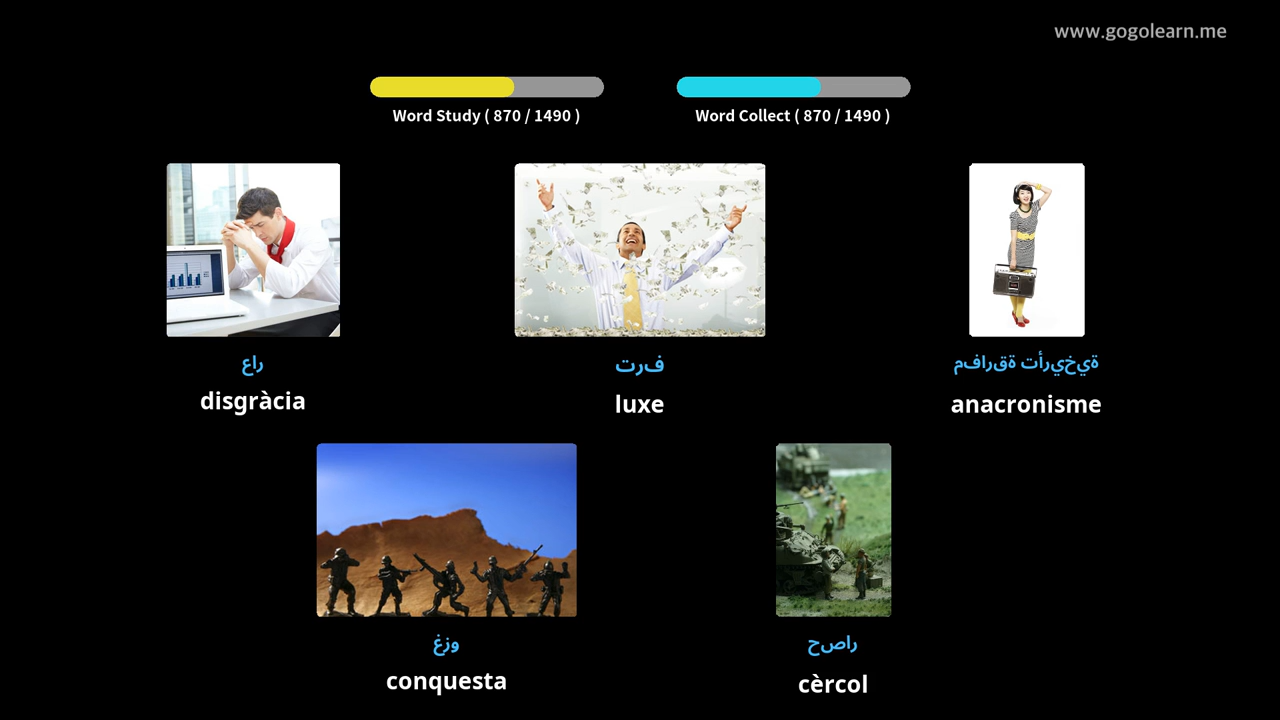 www.gogolearn.me
Word Study ( 870 / 1490 )
Word Collect ( 870 / 1490 )
راع
فرت
ةيخيرأت ةقرافم
disgràcia
luxe
anacronisme
وزغ
راصح
conquesta
cèrcol